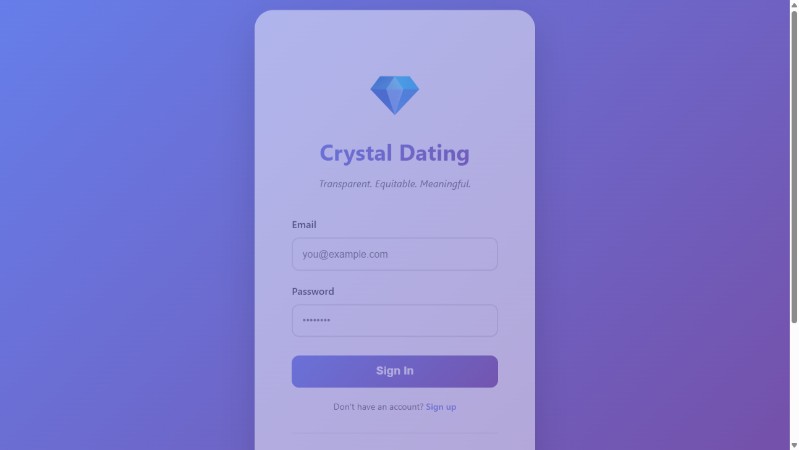 Crystal Dating
Transparent. Equitable. Meaningful.
Email
you@example.com
Password
••••••••
Sign In
Don't have an account? Sign up